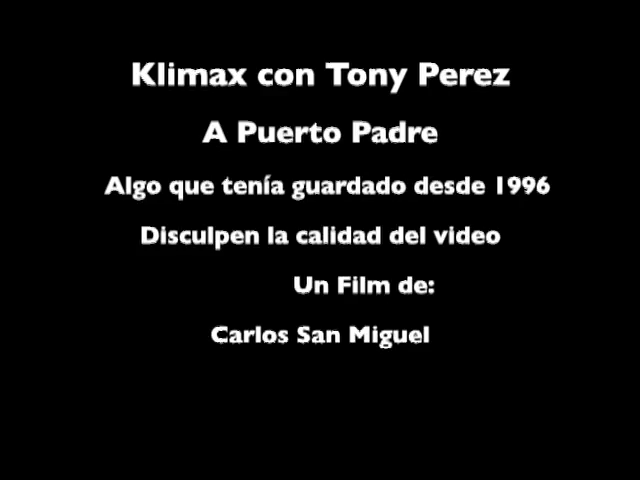 Klimax con Tony Perez
A Puerto Padre
Algo que tenía guardado desde 1996
Disculpen la calidad del video
Un Film de:
Carlos San Miguel